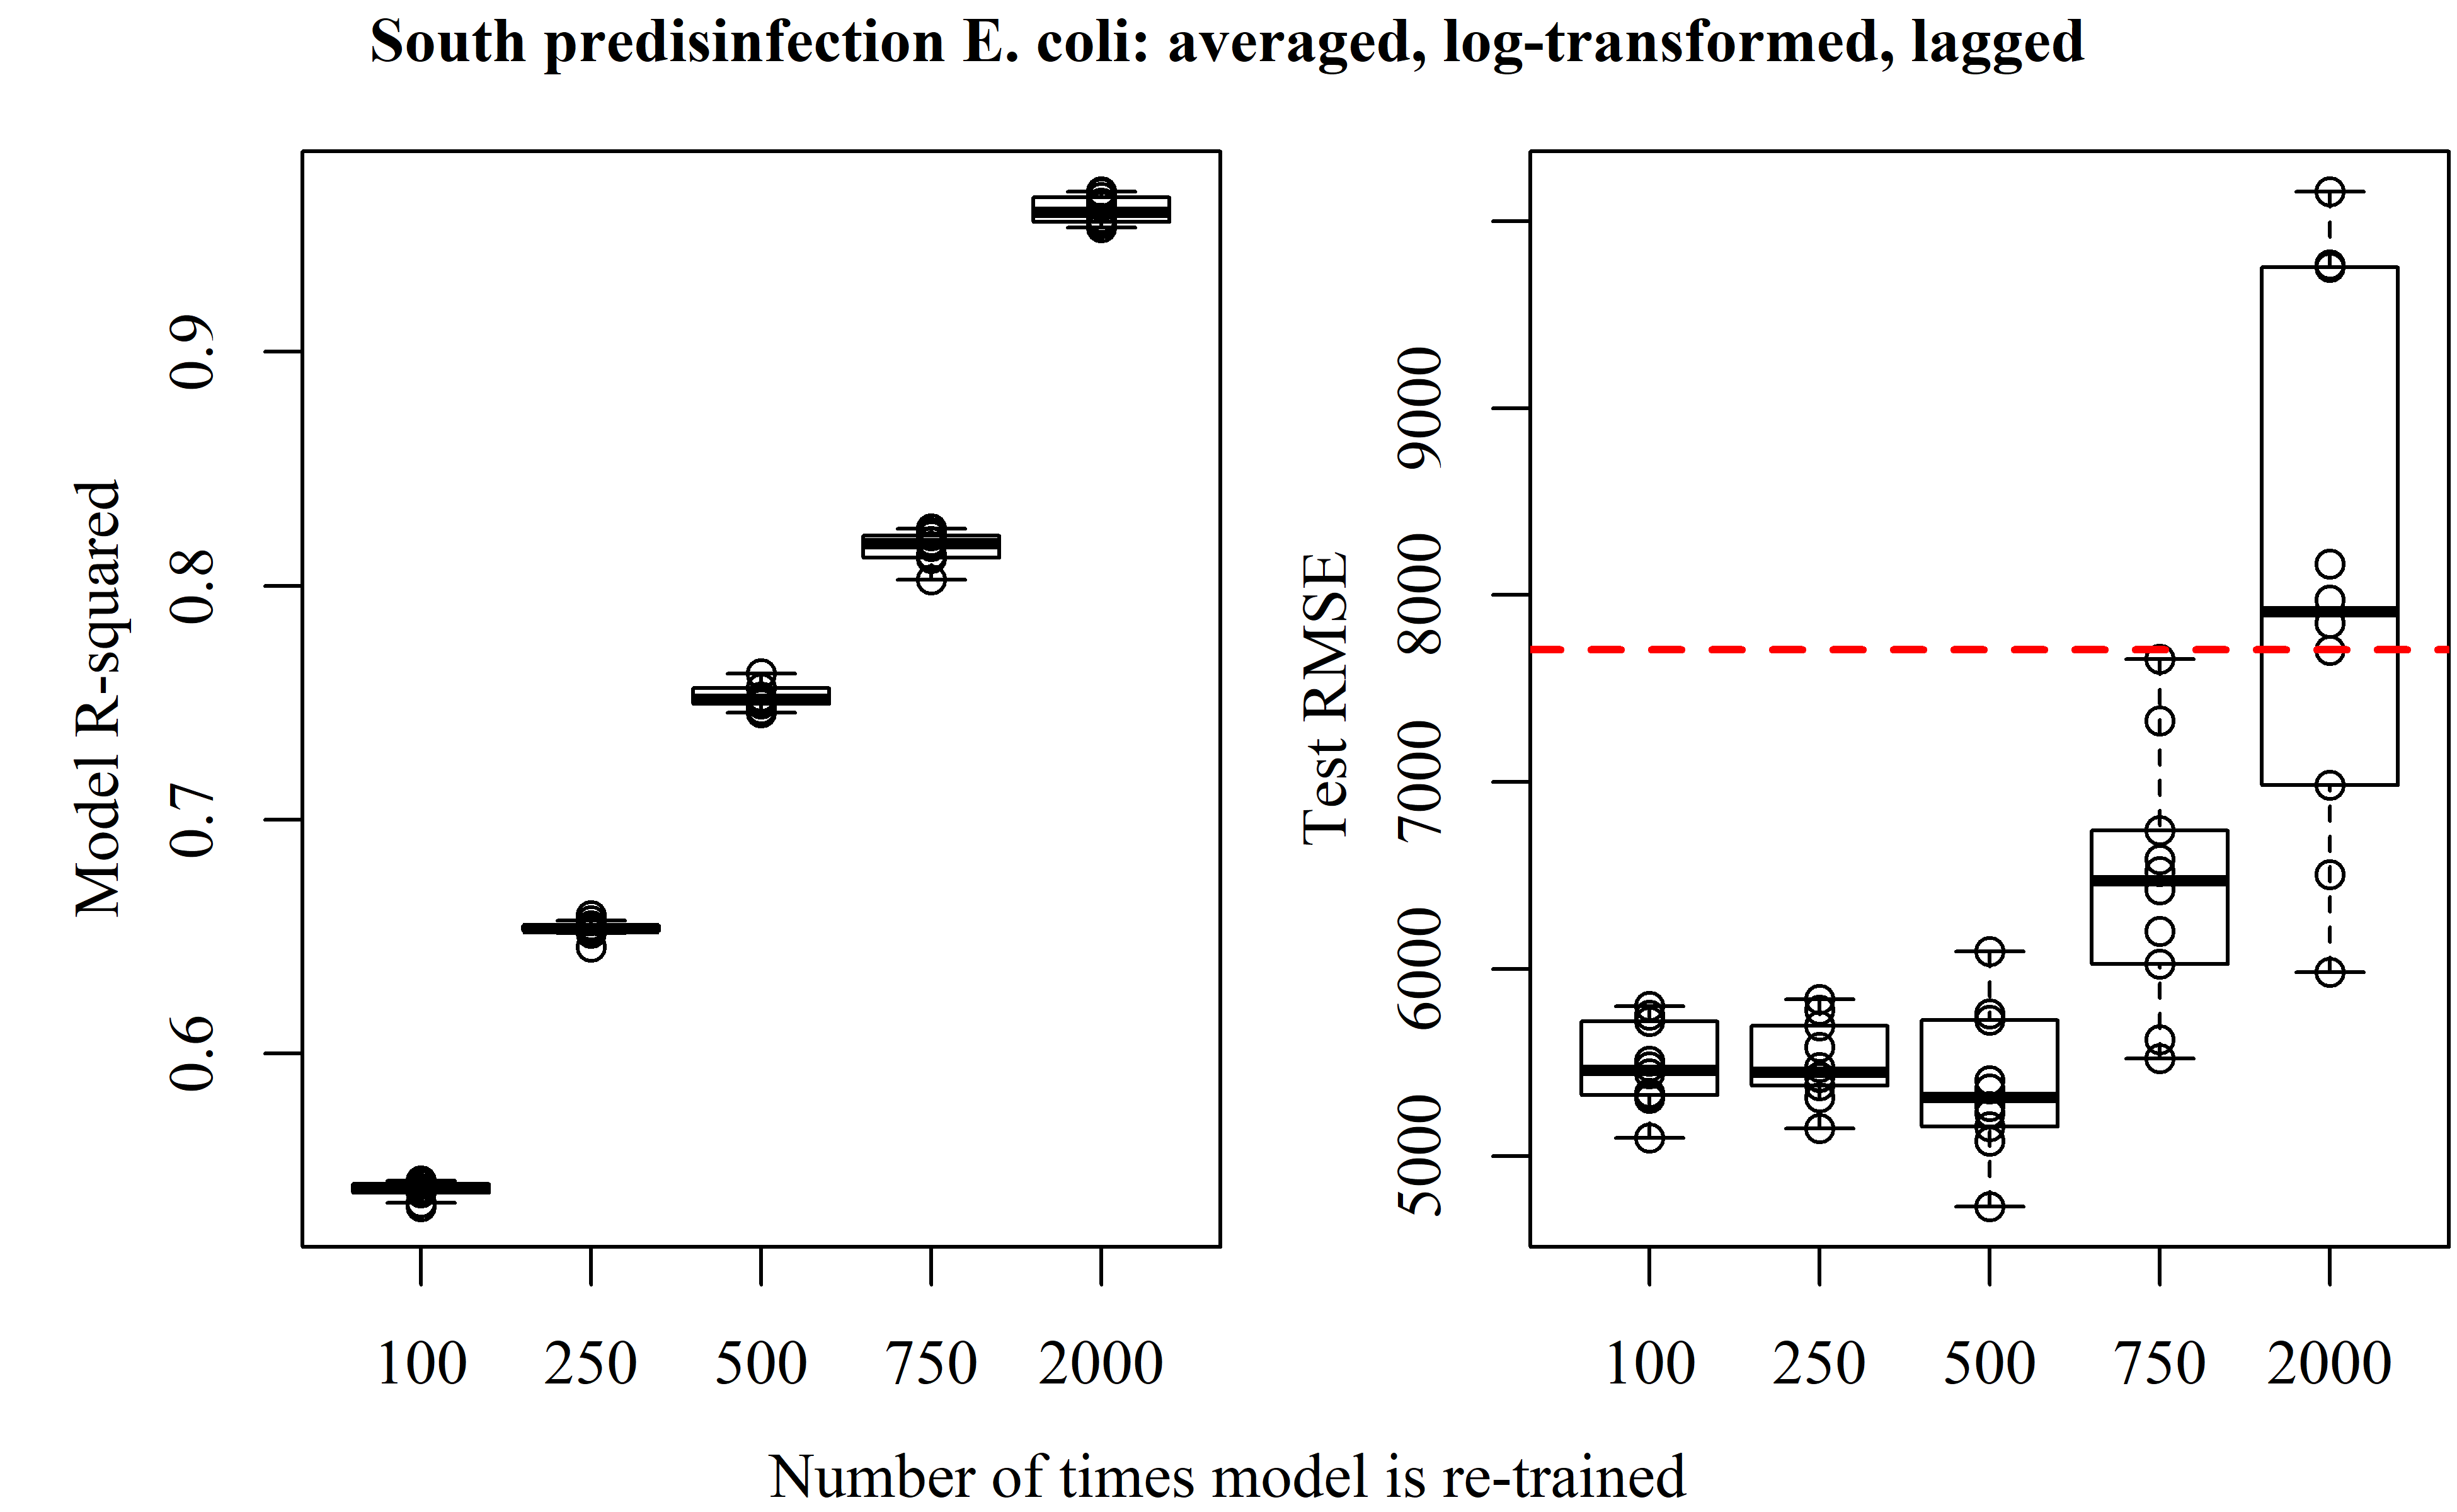 South predisinfection E. coli: averaged, log-transformed, lagged
Model R-squared
0.9
0.8
0.7
0.6
100 250 500 750 2000
Test RMSE
9000
8000
7000
6000
5000
100 250 500 750 2000
Number of times model is re-trained